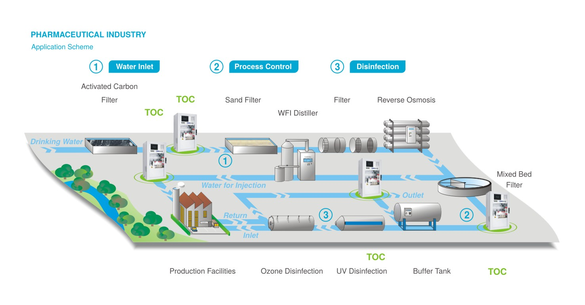 PHARMACEUTICAL INDUSTRY
Application Scheme
1 Water Inlet
2 Process Control
3 Disinfection
Activated Carbon
Filter
TOC
TOC
Sand Filter
WFI Distiller
Filter
Reverse Osmosis
Drinking Water
1
Water for Injection
Mixed Bed
Filter
Outlet
Return
3
2
Inlet
TOC
Production Facilities
Ozone Disinfection
UV Disinfection
Buffer Tank
TOC